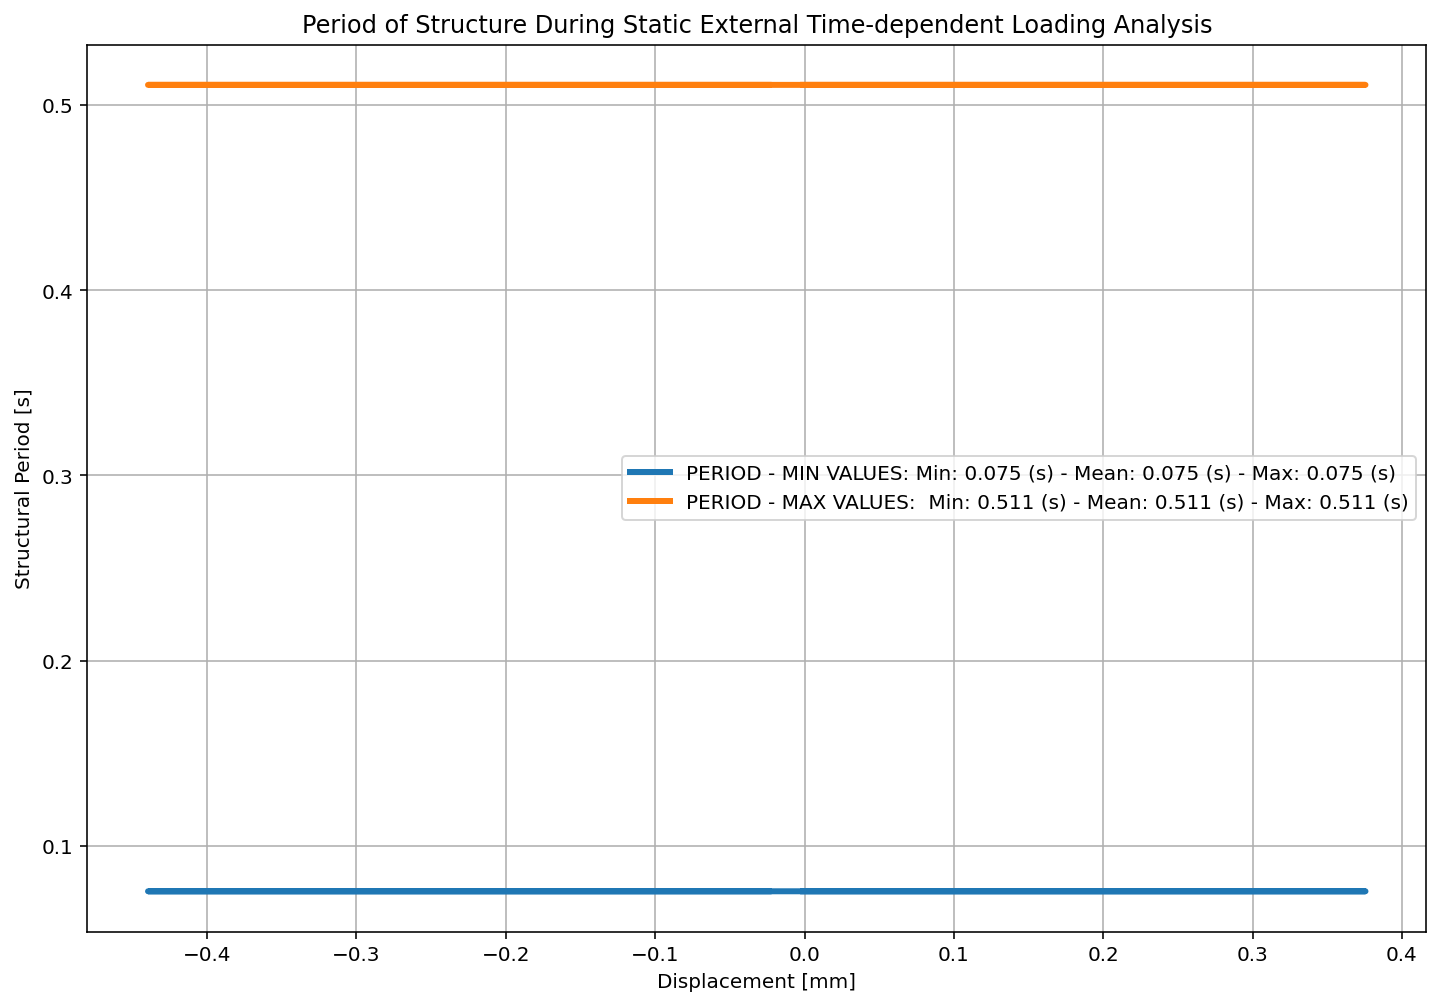 Period of Structure During Static External Time-dependent Loading Analysis
Structural Period [s]
0.5
0.4
0.3
0.2
0.1
PERIOD - MIN VALUES: Min: 0.075 (s) - Mean: 0.075 (s) - Max: 0.075 (s)
PERIOD - MAX VALUES:  Min: 0.511 (s) - Mean: 0.511 (s) - Max: 0.511 (s)
−0.4 −0.3 −0.2 −0.1 0.0 0.1 0.2 0.3 0.4
Displacement [mm]